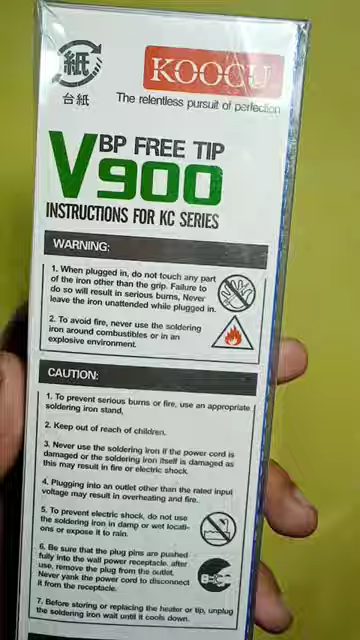 紙
台紙
KOOCU
The relentless pursuit of perfection
BP FREE TIP
V900
INSTRUCTIONS FOR KC SERIES
WARNING:
1. When plugged in, do not touch any part
of the iron other than the grip. Failure to
do so will result in serious burns, Never
leave the iron unattended while plugged in.
2. To avoid fire, never use the soldering
iron around combustibles or in an
explosive environment.
CAUTION:
1. To prevent serious burns or fire, use an appropriate
soldering iron stand,
2. Keep out of reach of children.
3. Never use the soldering iron if the power cord is
damaged or the soldering iron itself is damaged as
this may result in fire or electric shock.
4. Plugging into an outlet other than the rated input
voltage may result in overheating and fire.
5. To prevent electric shock, do not use
the soldering iron in damp or wet locati-
ons or expose it to rain.
6. Be sure that the plug pins are pushed
fully into the wall power receptacle. after
use, remove the plug from the outlet.
Never yank the power cord to disconnect
it from the receptacle.
7. Before storing or replacing the heater or tip, unplug
the soldering iron wait until it cools down.